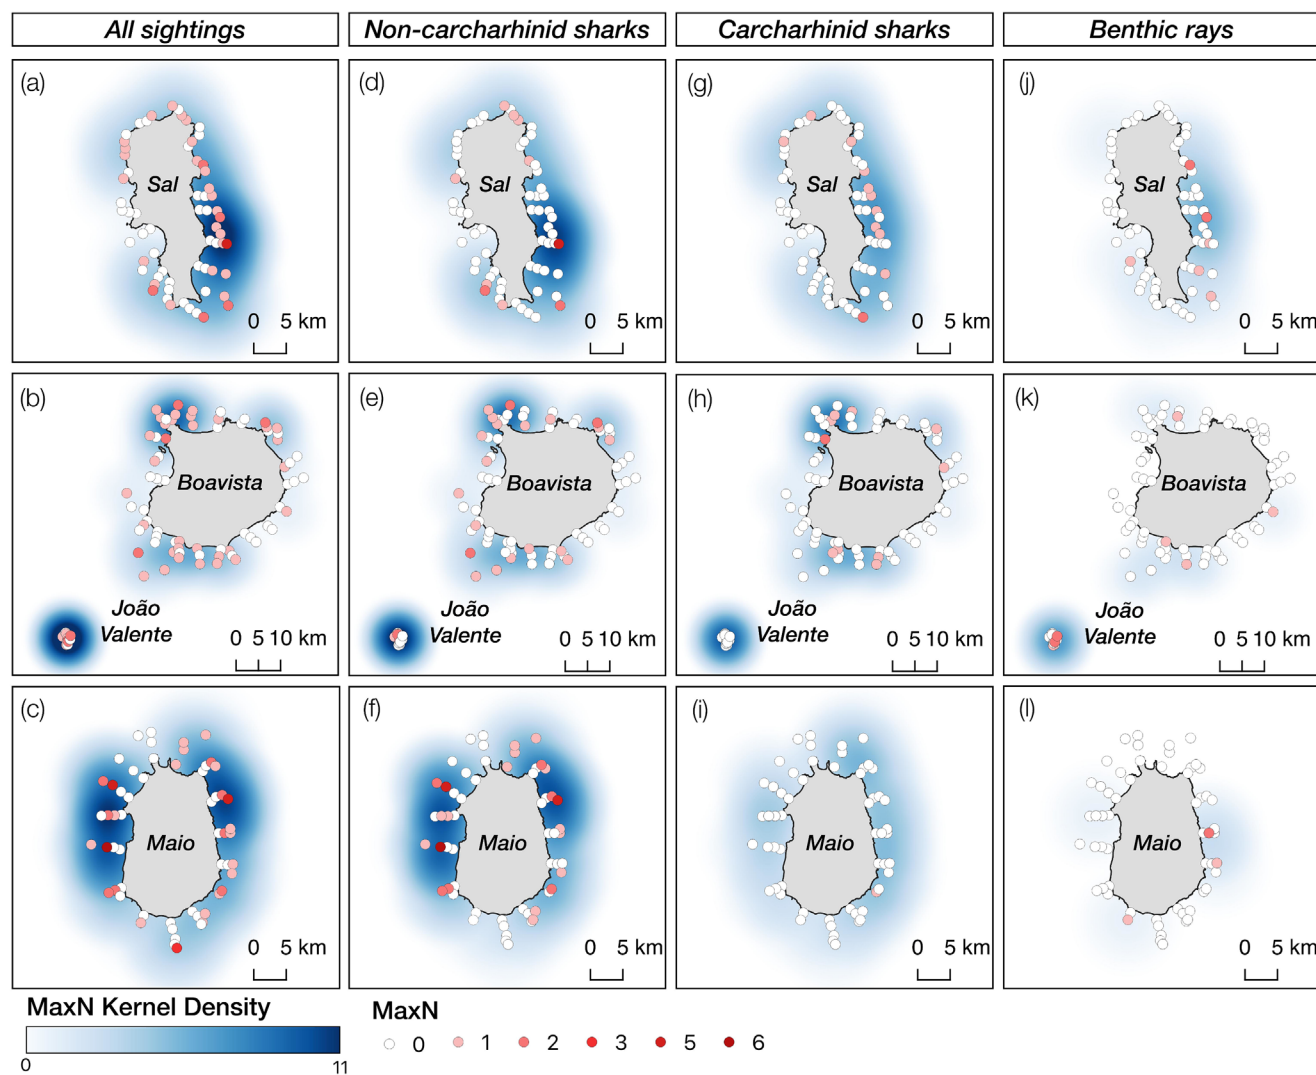 All sightings
Non-carcharhinid sharks
Carcharhinid sharks
Benthic rays
(a)
Sal
0 5 km
(d)
Sal
0 5 km
(g)
Sal
0 5 km
(j)
Sal
0 5 km
(b)
Boavista
João
Valente
0 5 10 km
(e)
Boavista
João
Valente
0 5 10 km
(h)
Boavista
João
Valente
0 5 10 km
(k)
Boavista
João
Valente
0 5 10 km
(c)
Maio
0 5 km
(f)
Maio
0 5 km
(i)
Maio
0 5 km
(l)
Maio
0 5 km
MaxN Kernel Density
0 11
MaxN
0 1 2 3 5 6